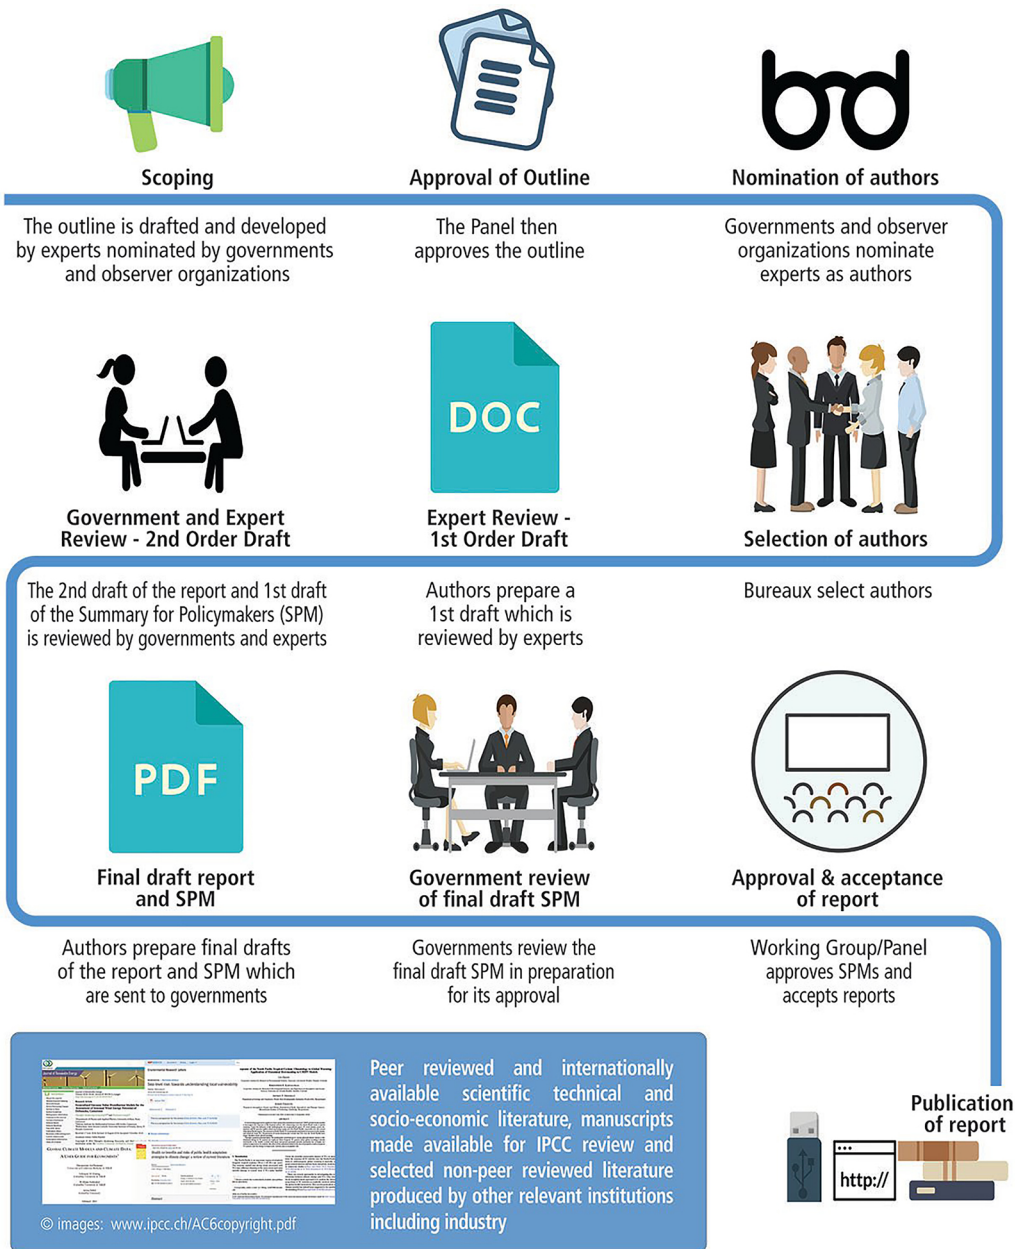 Scoping
The outline is drafted and developed
by experts nominated by governments
and observer organizations
Approval of Outline
The Panel then
approves the outline
Nomination of authors
Governments and observer
organizations nominate
experts as authors
Selection of authors
Bureaux select authors
DOC
Expert Review -
1st Order Draft
Authors prepare a
1st draft which is
reviewed by experts
Government and Expert
Review - 2nd Order Draft
The 2nd draft of the report and 1st draft
of the Summary for Policymakers (SPM)
is reviewed by governments and experts
PDF
Final draft report
and SPM
Authors prepare final drafts
of the report and SPM which
are sent to governments
Government review
of final draft SPM
Governments review the
final draft SPM in preparation
for its approval
Approval & acceptance
of report
Working Group/Panel
approves SPMs and
accepts reports
Publication
of report
http://
Peer reviewed and internationally
available scientific technical and
socio-economic literature, manuscripts
made available for IPCC review and
selected non-peer reviewed literature
produced by other relevant institutions
including industry
© images: www.ipcc.ch/AC6copyright.pdf